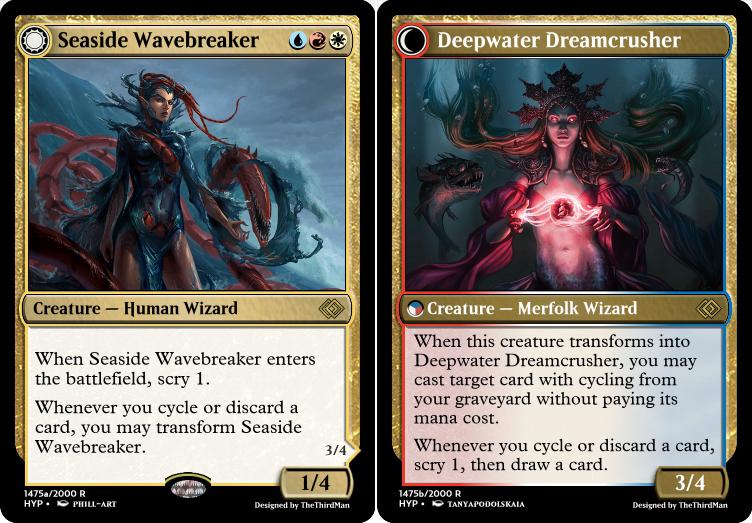 Seaside Wavebreaker
Creature — Human Wizard
When Seaside Wavebreaker enters
the battlefield, scry 1.
Whenever you cycle or discard a
card, you may transform Seaside
Wavebreaker.
3/4
1/4
1475a/2000 R
HYP • PHILL-ART
Designed by TheThirdMan
Deepwater Dreamcrusher
Creature — Merfolk Wizard
When this creature transforms into
Deepwater Dreamcrusher, you may
cast target card with cycling from
your graveyard without paying its
mana cost.
Whenever you cycle or discard a card,
scry 1, then draw a card.
3/4
1475b/2000 R
HYP • TANYAPODOLSKAIA
Designed by TheThirdMan